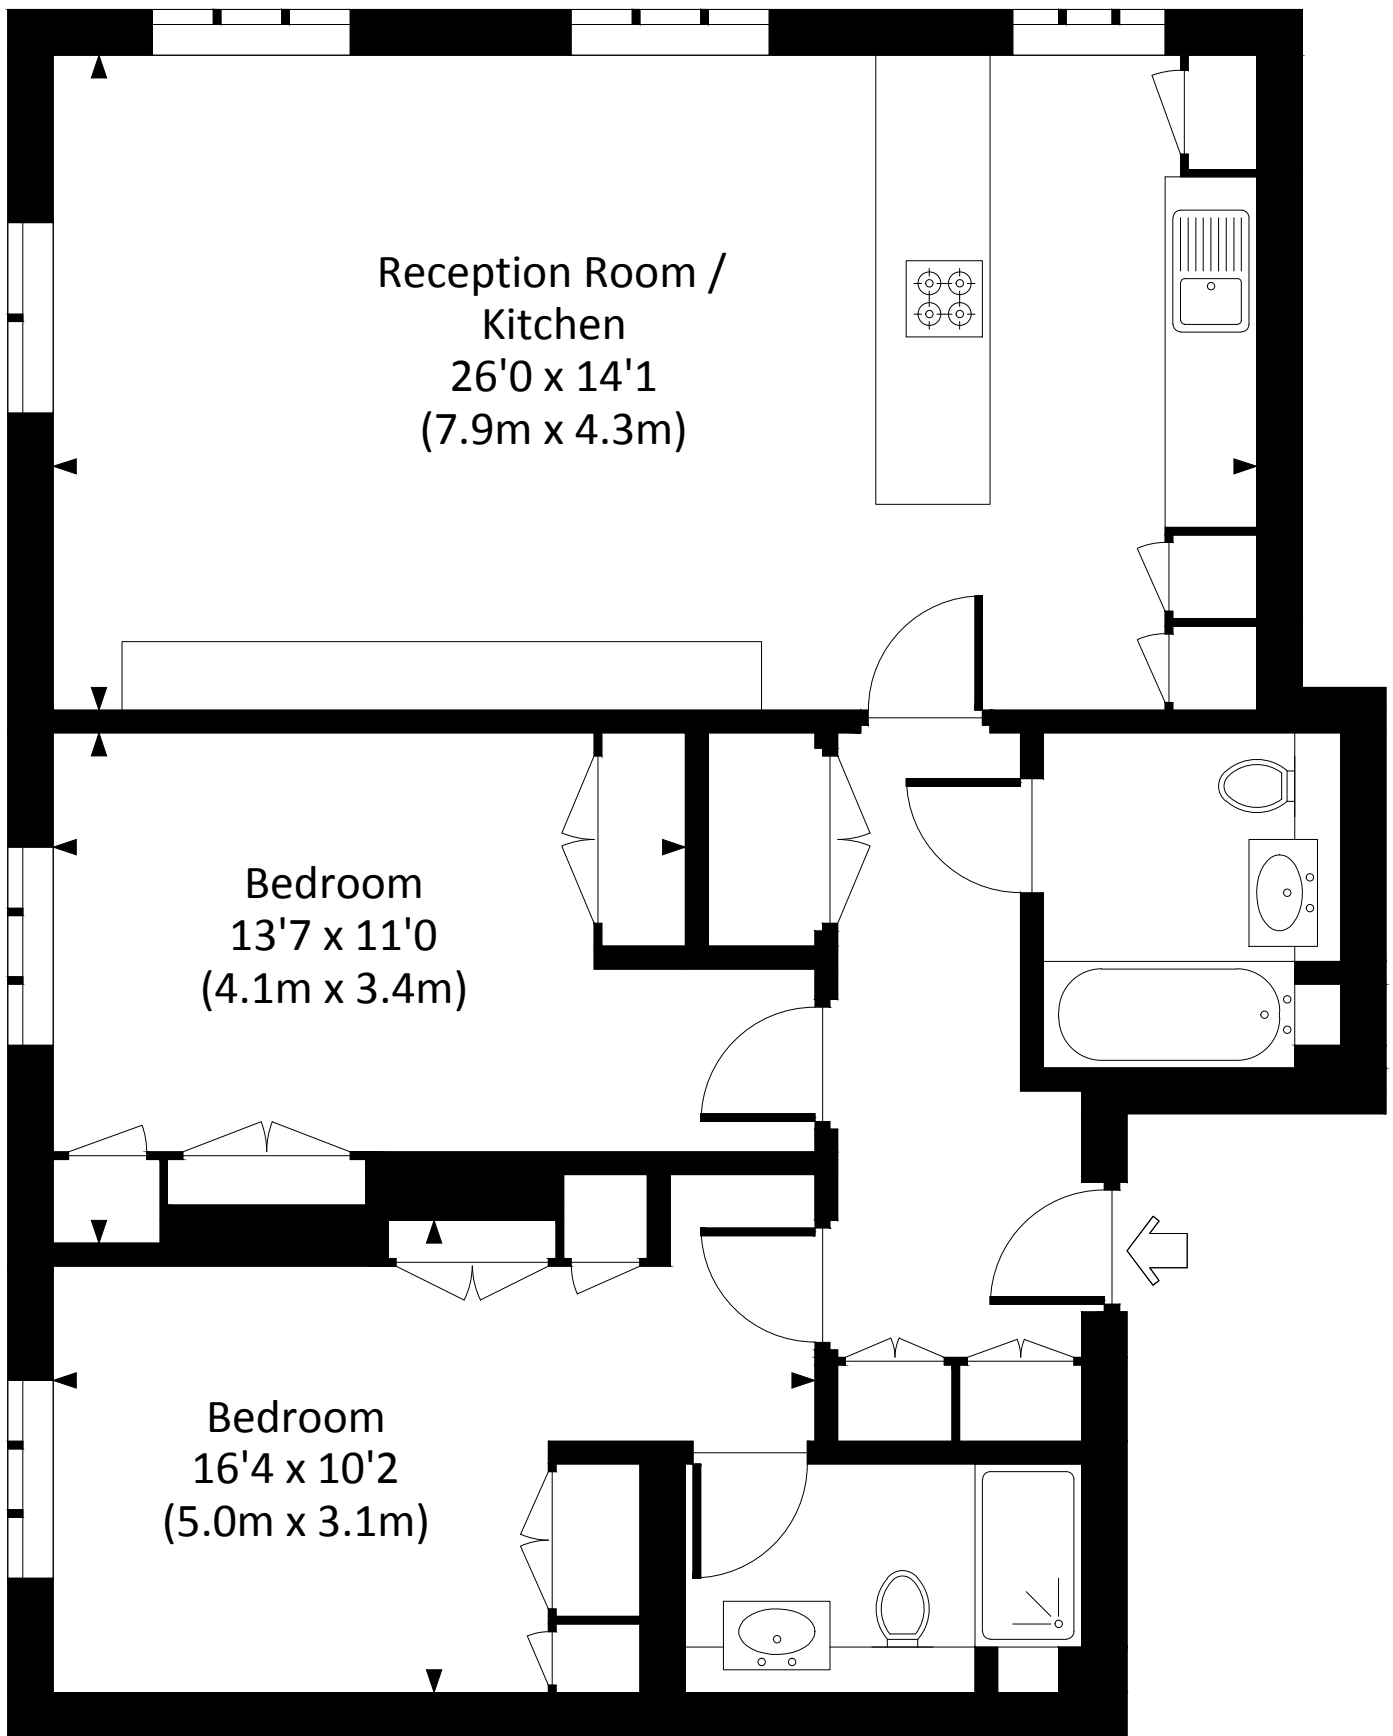 Reception Room /
Kitchen
26'0 x 14'1
(7.9m x 4.3m)
Bedroom
13'7 x 11'0
(4.1m x 3.4m)
Bedroom
16'4 x 10'2
(5.0m x 3.1m)